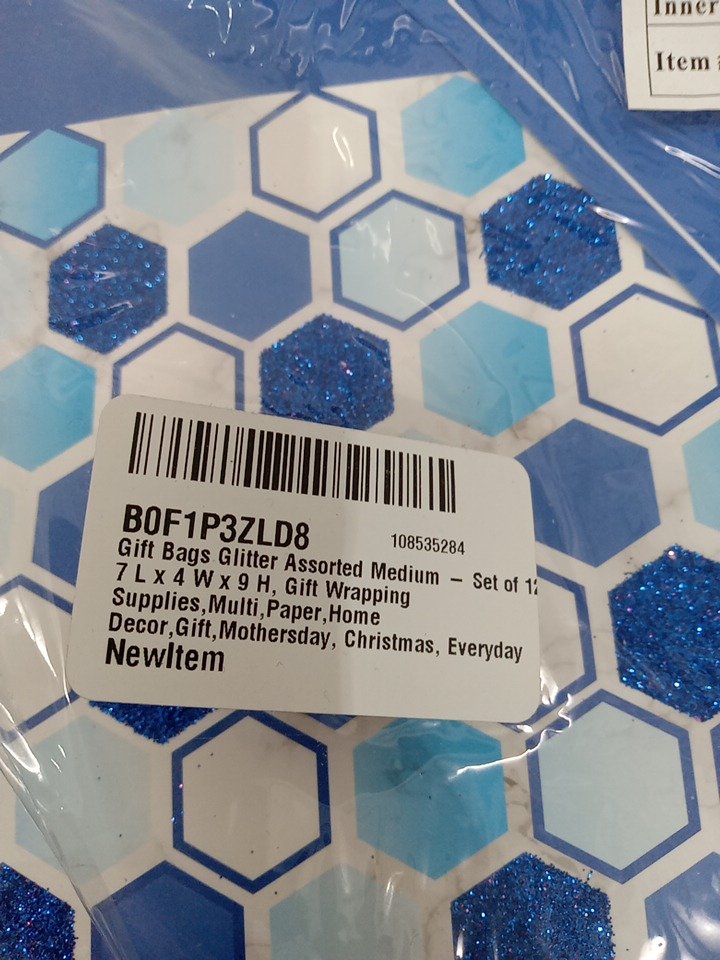 Inner
Item
B0F1P3ZLD8
108535284
Gift Bags Glitter Assorted Medium – Set of 12
7 L x 4 W x 9 H, Gift Wrapping
Supplies,Multi,Paper,Home
Decor,Gift,Mothersday, Christmas, Everyday
NewItem